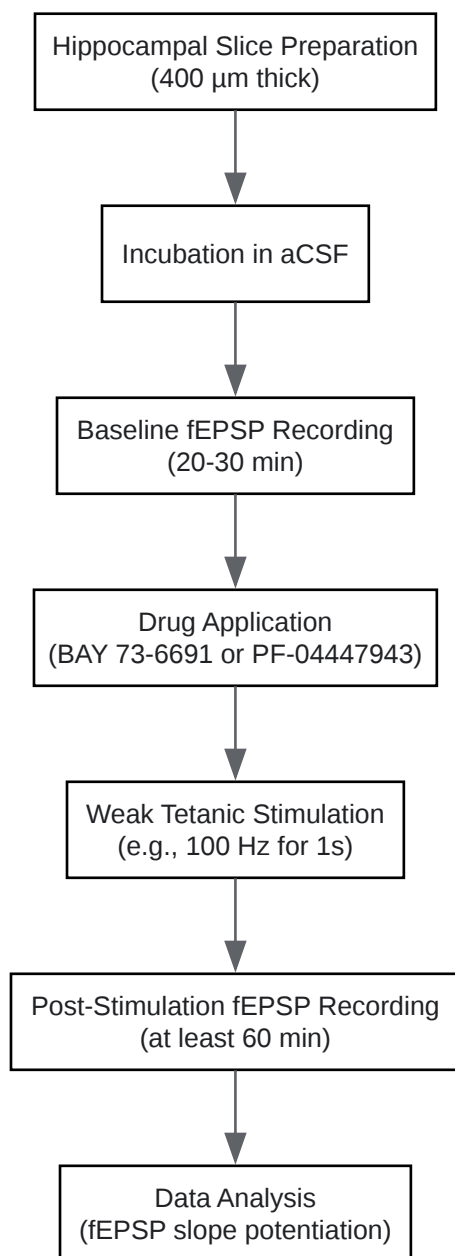 Hippocampal Slice Preparation
(400 µm thick)
Incubation in aCSF
Baseline fEPSP Recording
(20-30 min)
Drug Application
(BAY 73-6691 or PF-04447943)
Weak Tetanic Stimulation
(e.g., 100 Hz for 1s)
Post-Stimulation fEPSP Recording
(at least 60 min)
Data Analysis
(fEPSP slope potentiation)